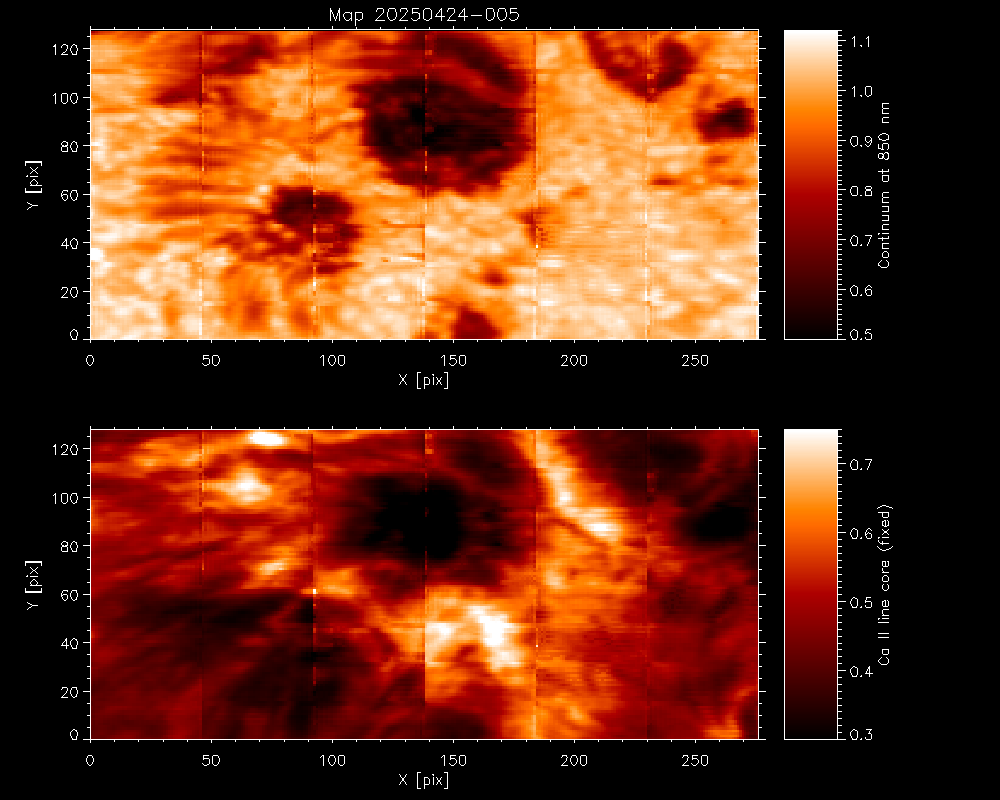 Map 20250424-005
120
100
80
60
40
20
0
Y [pix]
0 50 100 150 200 250
X [pix]
1.1
1.0
0.9
0.8
0.7
0.6
0.5
Continuum at 850 nm
120
100
80
60
40
20
0
Y [pix]
0 50 100 150 200 250
X [pix]
0.7
0.6
0.5
0.4
0.3
Ca II line core (fixed)